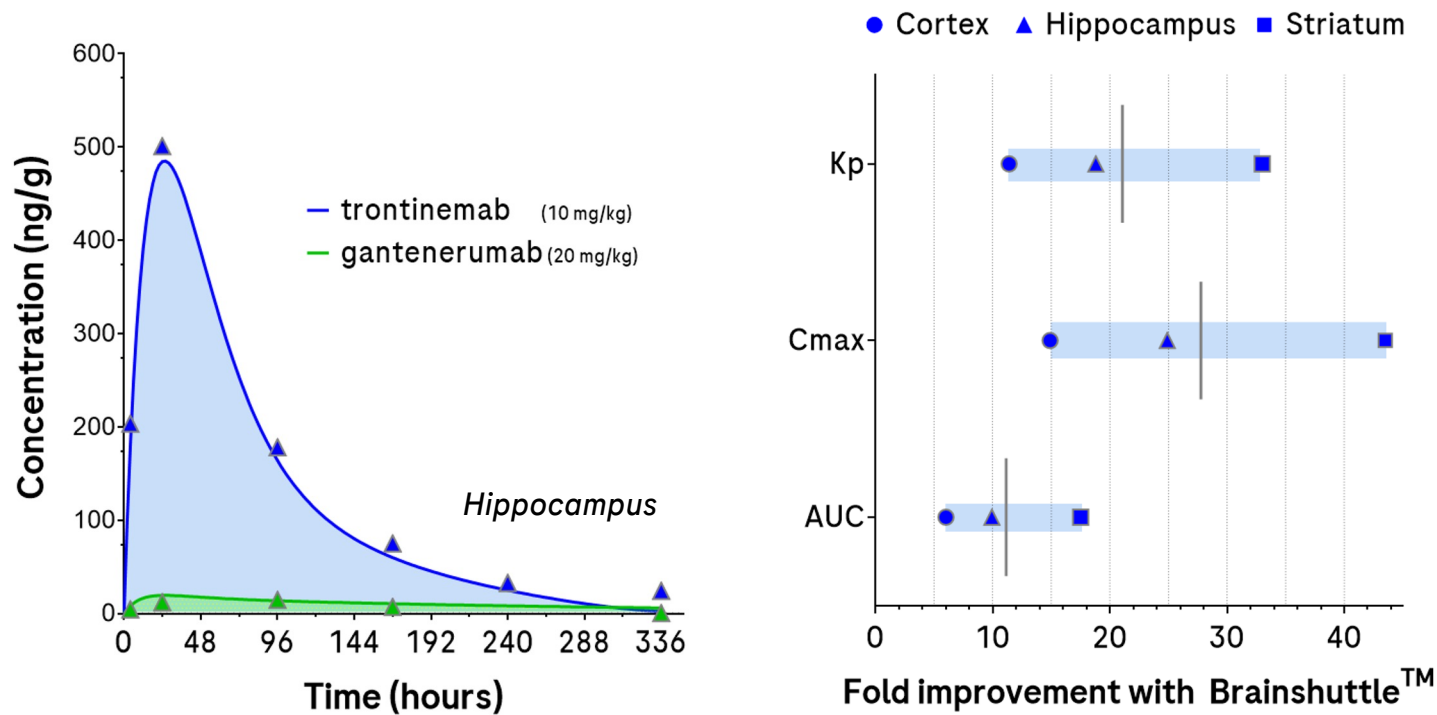 600
500
400
300
200
100
0
Concentration (ng/g)
trontinemab (10 mg/kg)
gantenerumab (20 mg/kg)
Hippocampus
0 48 96 144 192 240 288 336
Time (hours)
Cortex Hippocampus Striatum
Kp
Cmax
AUC
0 10 20 30 40
Fold improvement with Brainshuttle™